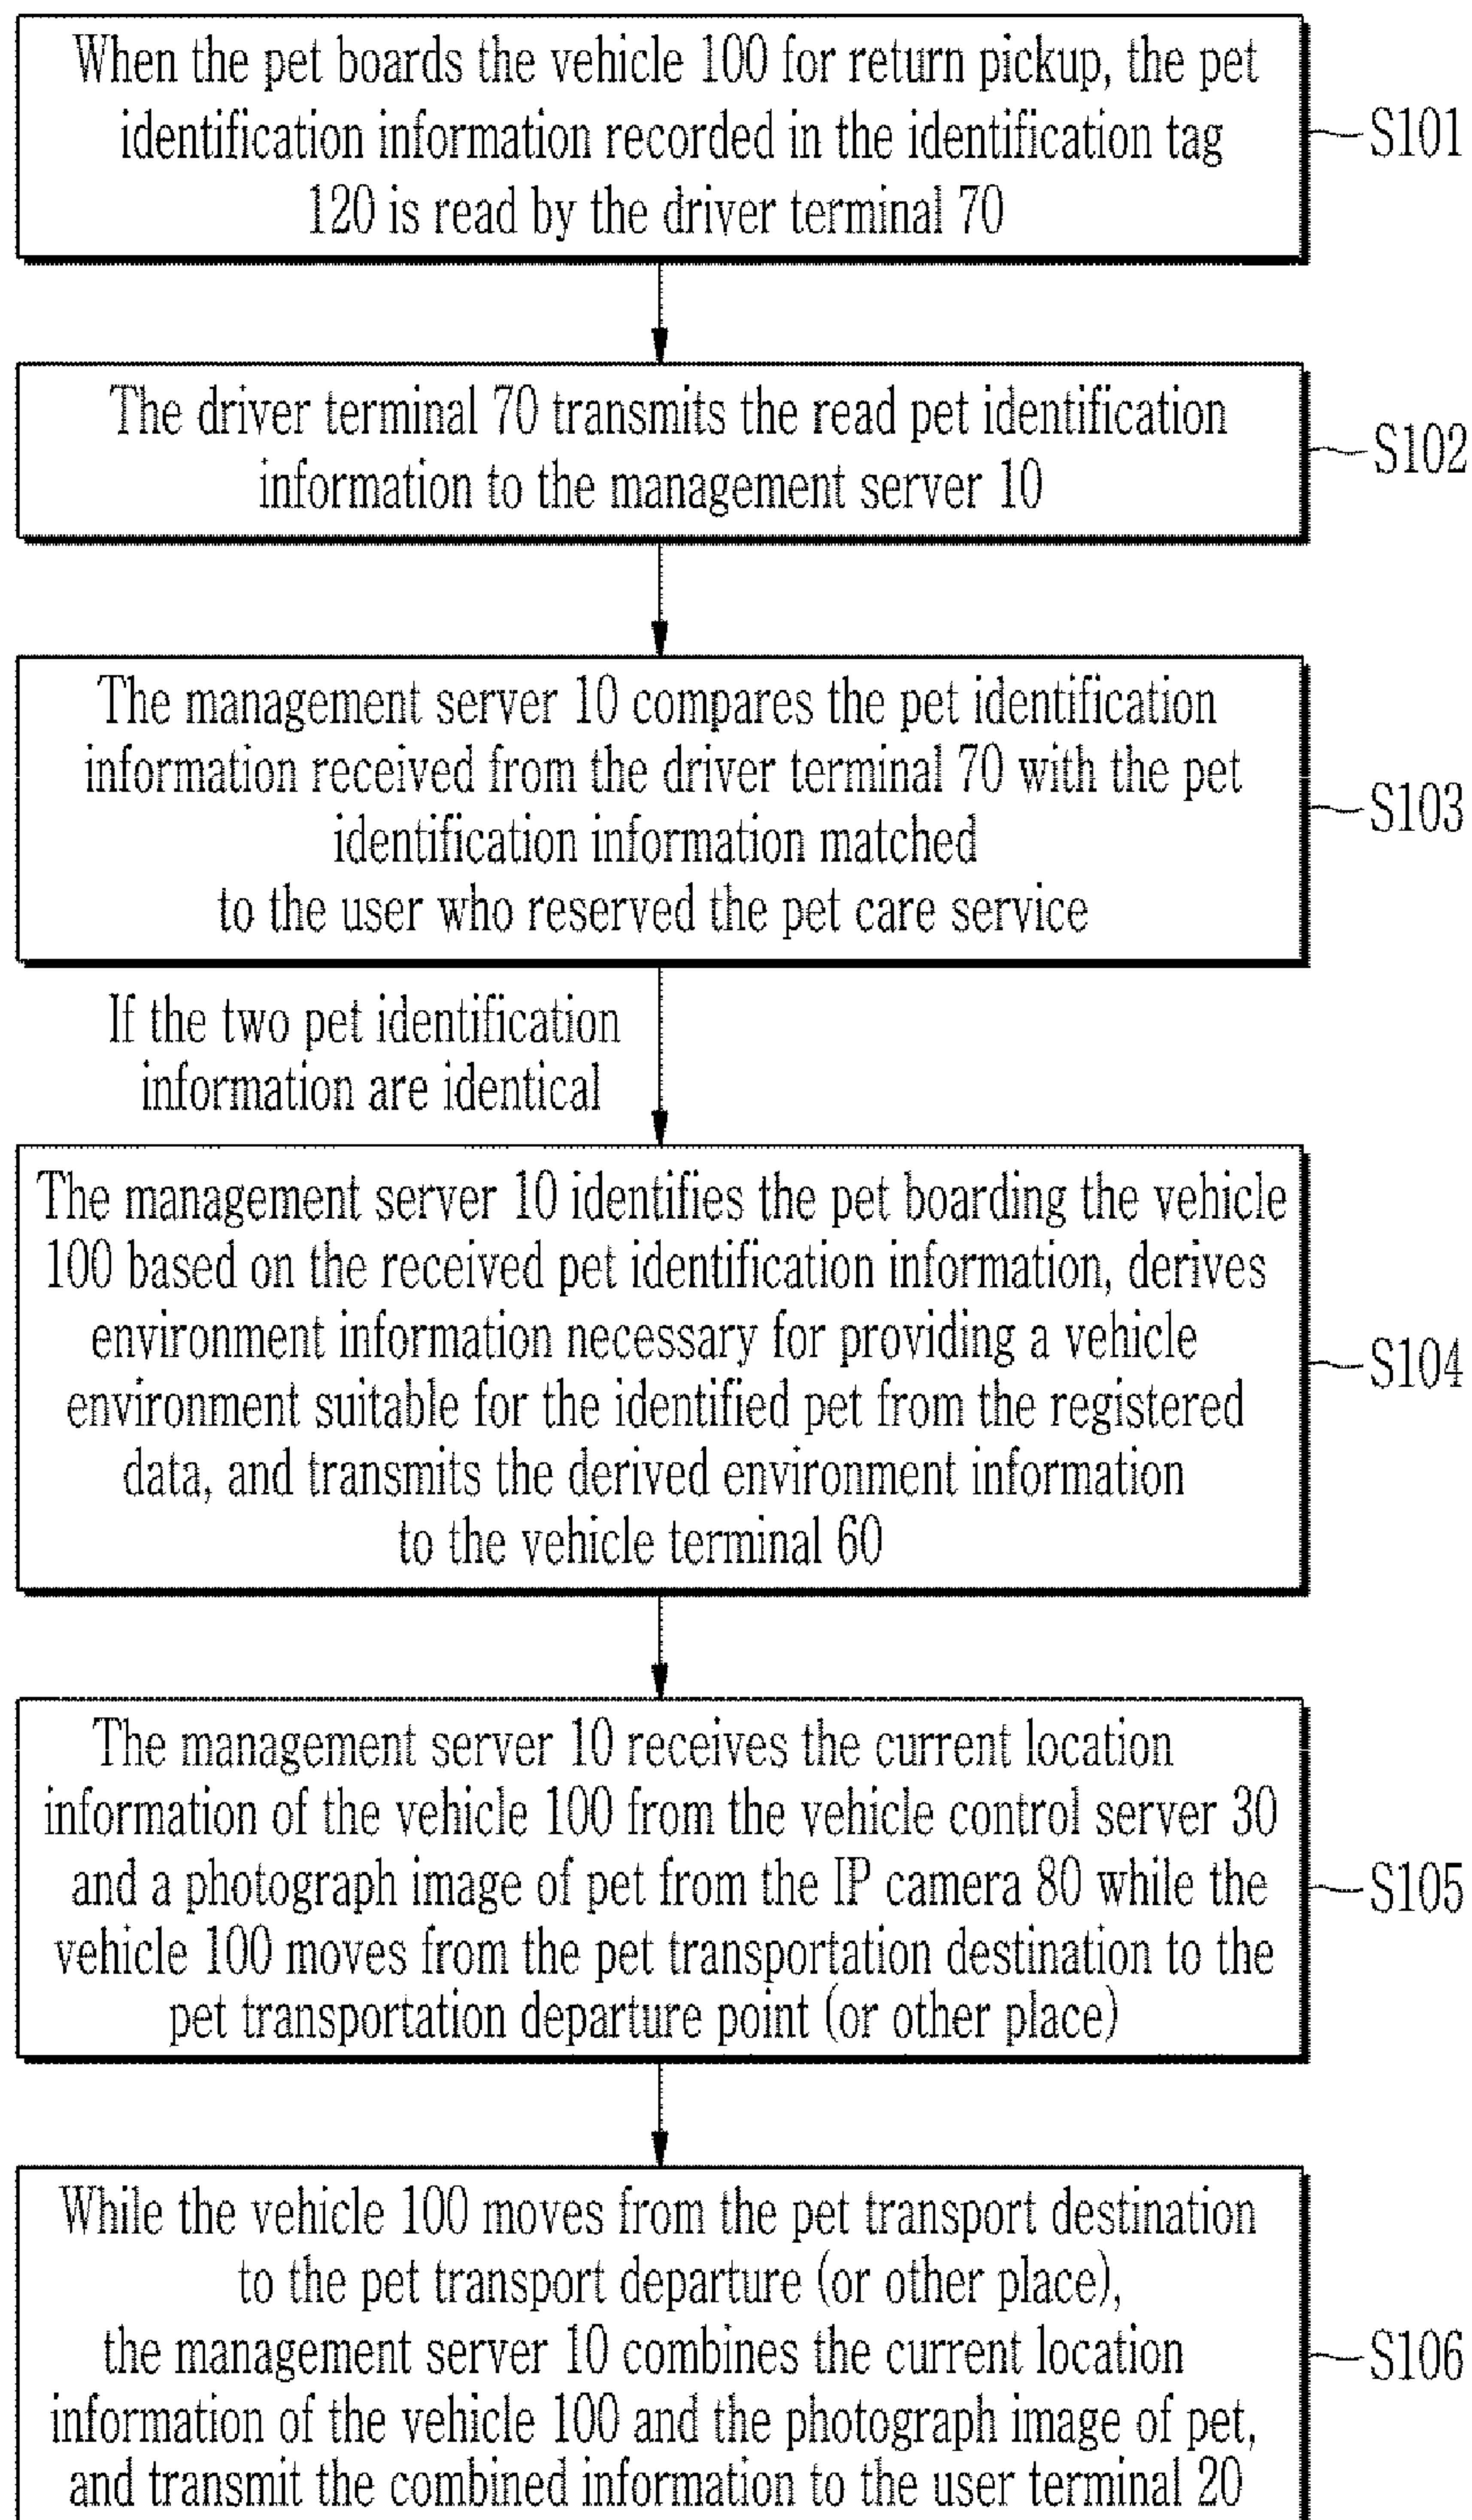 When the pet boards the vehicle 100 for return pickup, the pet
identification information recorded in the identification tag
120 is read by the driver terminal 70
S101
The driver terminal 70 transmits the read pet identification
information to the management server 10
S102
The management server 10 compares the pet identification
information received from the driver terminal 70 with the pet
identification information matched
to the user who reserved the pet care service
S103
If the two pet identification
information are identical
The management server 10 identifies the pet boarding the vehicle
100 based on the received pet identification information, derives
environment information necessary for providing a vehicle
environment suitable for the identified pet from the registered
data, and transmits the derived environment information
to the vehicle terminal 60
S104
The management server 10 receives the current location
information of the vehicle 100 from the vehicle control server 30
and a photograph image of pet from the IP camera 80 while the
vehicle 100 moves from the pet transportation destination to the
pet transportation departure point (or other place)
S105
While the vehicle 100 moves from the pet transport destination
to the pet transport departure (or other place),
the management server 10 combines the current location
information of the vehicle 100 and the photograph image of pet,
and transmit the combined information to the user terminal 20
S106